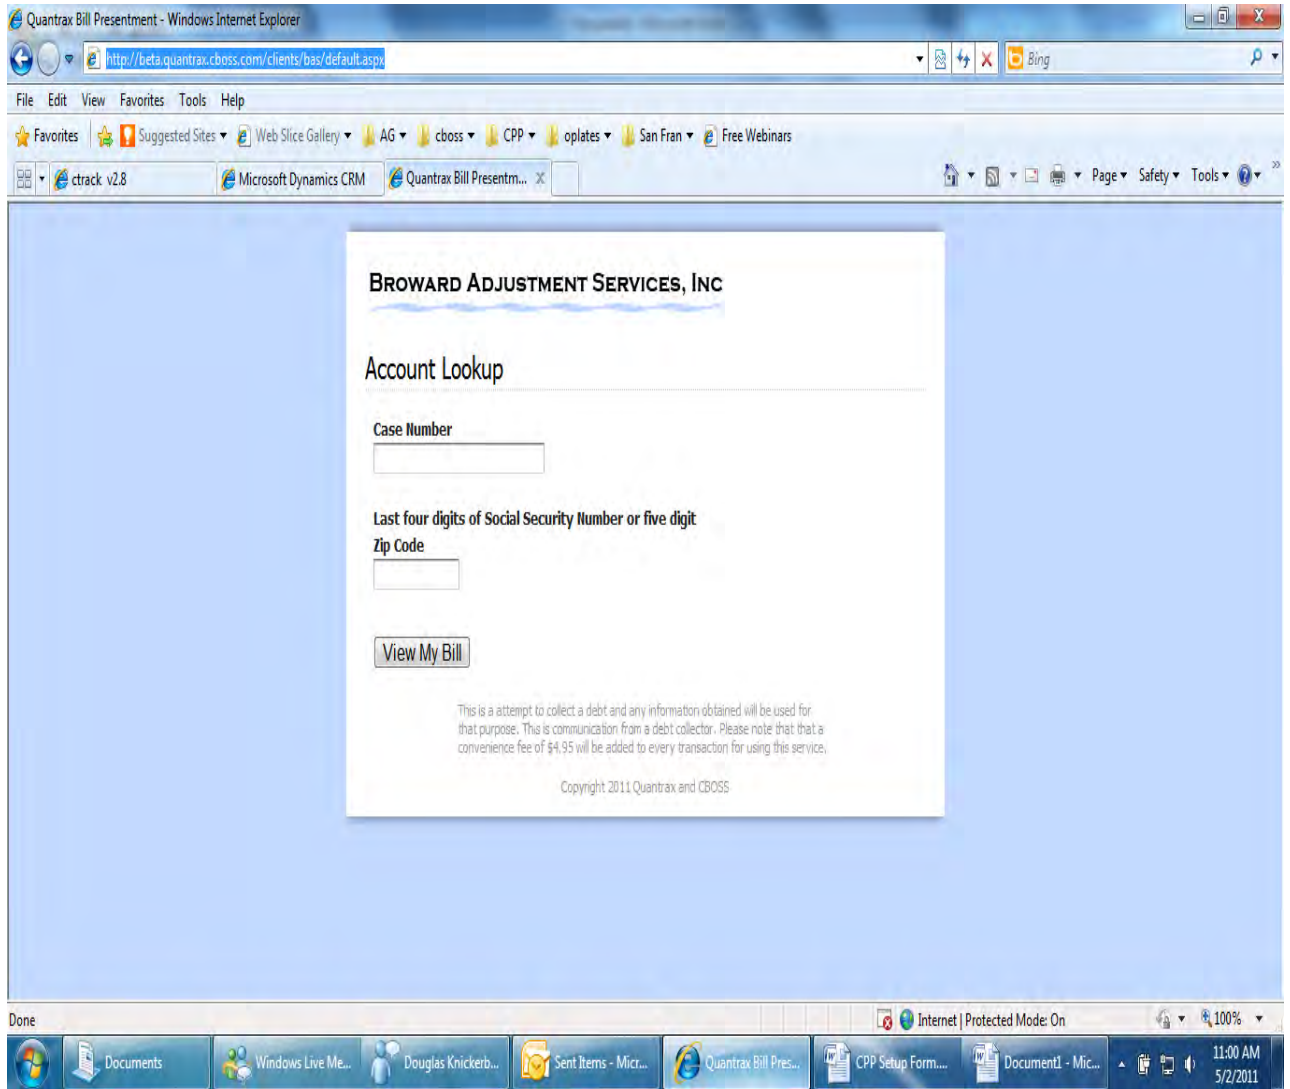 Quantrax Bill Presentment - Windows Internet Explorer
http://beta.quantrax.cboss.com/clients/bas/default.aspx
Bing
File Edit View Favorites Tools Help
Favorites Suggested Sites Web Slice Gallery AG cboss CPP oplates San Fran Free Webinars
ctrack v2.8 Microsoft Dynamics CRM Quantrax Bill Presentm... X Page Safety Tools
BROWARD ADJUSTMENT SERVICES, INC
Account Lookup
Case Number
Last four digits of Social Security Number or five digit
Zip Code
View My Bill
This is a attempt to collect a debt and any information obtained will be used for
that purpose. This is communication from a debt collector. Please note that that a
convenience fee of $4.95 will be added to every transaction for using this service.
Copyright 2011 Quantrax and CBOSS
Done Internet | Protected Mode: On 100%
Documents Windows Live Me... Douglas Knickerb... Sent Items - Micr... Quantrax Bill Pres... CPP Setup Form.... Document1 - Mic... 11:00 AM
5/2/2011